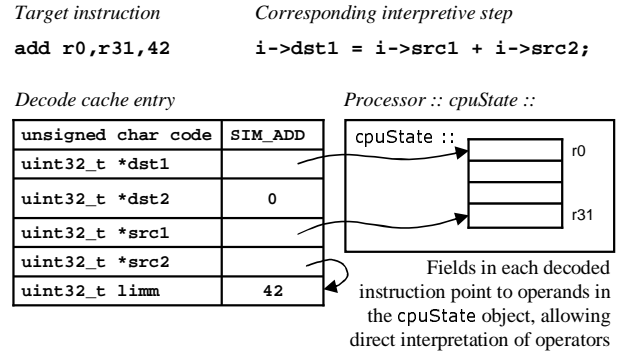 Target instruction Corresponding interpretive step
add r0,r31,42 i->dst1 = i->src1 + i->src2;
Decode cache entry Processor :: cpuState ::
unsigned char code SIM_ADD
uint32_t *dst1
uint32_t *dst2 0
uint32_t *src1
uint32_t *src2
uint32_t limm 42
cpuState ::
r0
r31
Fields in each decoded
instruction point to operands in
the cpuState object, allowing
direct interpretation of operators